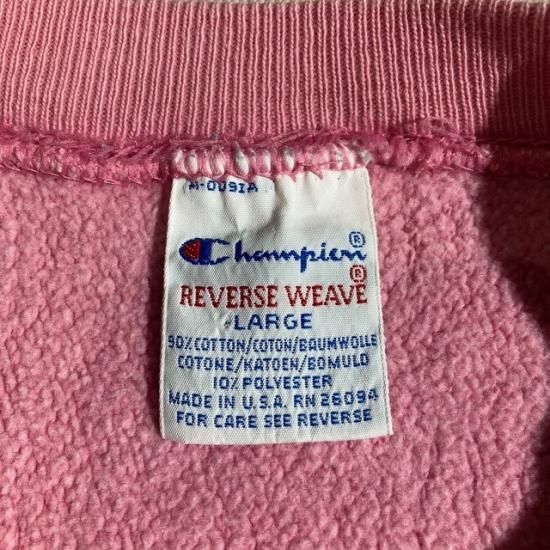 A-0091A
Champion®
REVERSE WEAVE®
LARGE
90% COTTON/COTON/BAUMWOLLE
COTONE/KATOEN/BOMULD
10% POLYESTER
MADE IN U.S.A. RN 26094
FOR CARE SEE REVERSE